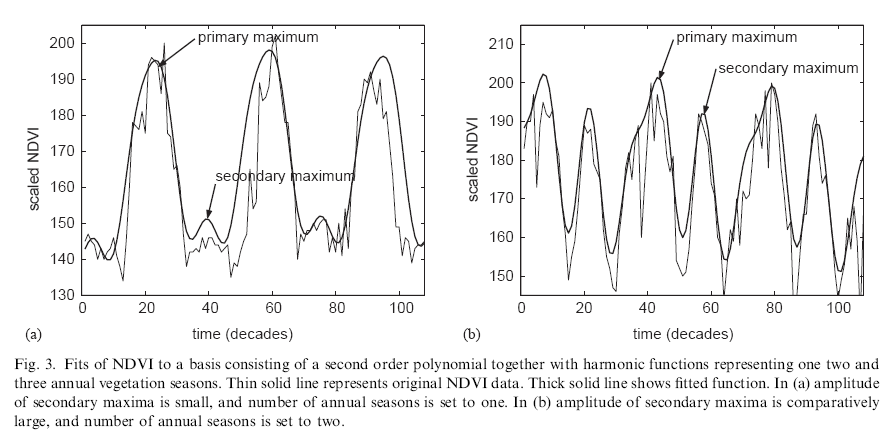 primary maximum
secondary maximum
scaled NDVI
200
190
180
170
160
150
140
130
0
20
40
60
80
100
time (decades)
(a)
primary maximum
secondary maximum
scaled NDVI
210
200
190
180
170
160
150
0
20
40
60
80
100
time (decades)
(b)
Fig. 3. Fits of NDVI to a basis consisting of a second order polynomial together with harmonic functions representing one two and
three annual vegetation seasons. Thin solid line represents original NDVI data. Thick solid line shows fitted function. In (a) amplitude
of secondary maxima is small, and number of annual seasons is set to one. In (b) amplitude of secondary maxima is comparatively
large, and number of annual seasons is set to two.